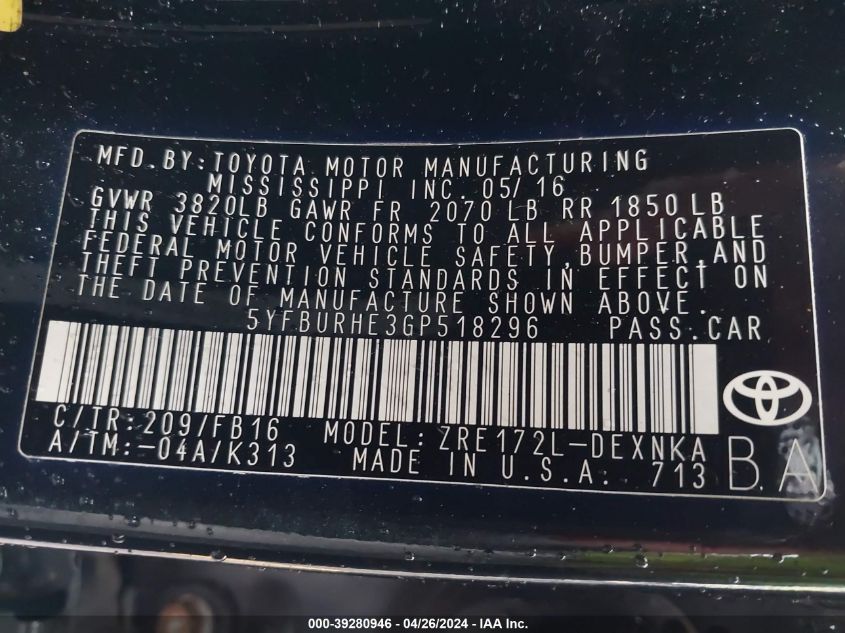 MFD. BY: TOYOTA MOTOR MANUFACTURING
MISSISSIPPI INC. 05/16
GVWR 3820LB GAWR FR 2070 LB RR 1850 LB
THIS VEHICLE CONFORMS TO ALL APPLICABLE
FEDERAL MOTOR VEHICLE SAFETY, BUMPER, AND
THEFT PREVENTION STANDARDS IN EFFECT ON
THE DATE OF MANUFACTURE SHOWN ABOVE.
5YFBURHE3GP518296 PASS. CAR
C/TR: 209/FB16 MODEL: ZRE172L-DEXNKA
A/TM: -04A/K313 MADE IN U.S.A. 713
B.A
000-39280946 - 04/26/2024 - IAA Inc.